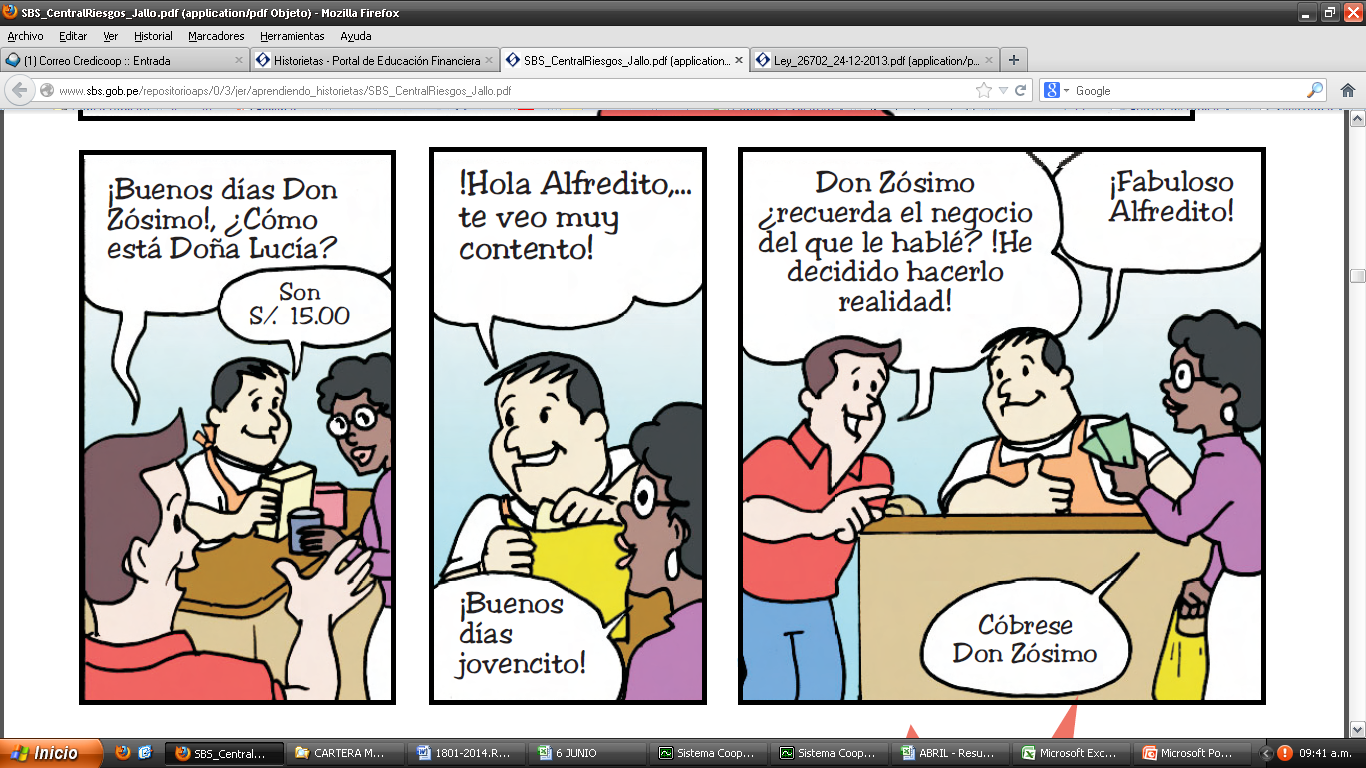 SBS_CentralRiesgos_Jallo.pdf (application/pdf Objeto) - Mozilla Firefox
Archivo Editar Ver Historial Marcadores Herramientas Ayuda
(1) Correo Credicoop :: Entrada
Historietas - Portal de Educación Financiera
SBS_CentralRiesgos_Jallo.pdf (application...
Ley_26702_24-12-2013.pdf (application/p...
www.sbs.gob.pe/repositorioaps/0/3/jer/aprendiendo_historietas/SBS_CentralRiesgos_Jallo.pdf
Google
¡Buenos días Don
Zósimo!, ¿Cómo
está Doña Lucía?
Son
S/. 15.00
!Hola Alfredito,...
te veo muy
contento!
¡Buenos
días
jovencito!
Don Zósimo
¿recuerda el negocio
del que le hablé? !He
decidido hacerlo
realidad!
¡Fabuloso
Alfredito!
Cóbrese
Don Zósimo
Inicio
SBS_Central...
CARTERA M...
1801-2014.R...
6 JUNIO
Sistema Coop...
Sistema Coop...
ABRIL - Resu...
Microsoft Exc...
Microsoft Po...
09:41 a.m.